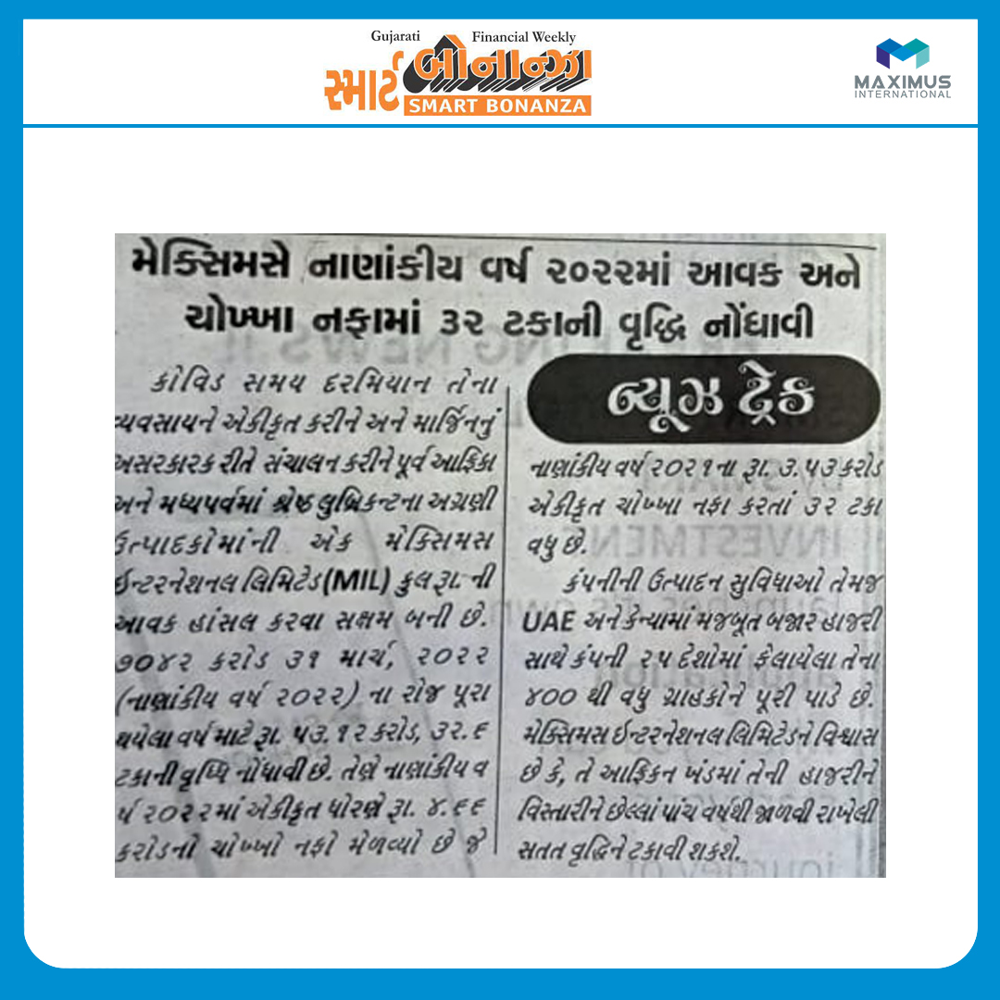 Gujarati Financial Weekly
સ્માર્ટ બોનાન્ઝા
SMART BONANZA
MAXIMUS
INTERNATIONAL
મેક્સિમસે નાણાંકીય વર્ષ ૨૦૨૨માં આવક અને
ચોખ્ખા નફામાં ૩૨ ટકાની વૃદ્ધિ નોંધાવી
કોવિડ સમય દરમિયાન તેના
વ્યવસાયને એકીકૃત કરીને અને માર્જિનનું
અસરકારક રીતે સંચાલન કરીને પૂર્વ આફ્રિકા
અને મધ્યપર્વમાં શ્રેષ્ઠ લુબ્રિકન્ટના અગ્રણી
ઉત્પાદકોમાંની એક મેક્સિમસ
ઇન્ટરનેશનલ લિમિટેડ(MIL) કુલ રૂા. ની
આવક હાંસલ કરવા સક્ષમ બની છે.
૭૦૪૨ કરોડ ૩૧ માર્ચ, ૨૦૨૨
(નાણાંકીય વર્ષ ૨૦૨૨) ના રોજ પૂરા
થયેલા વર્ષ માટે રૂા. ૫૩.૧૨ કરોડ, ૩૨.૬
ટકાની વૃધ્ધિ નોંધાવી છે. તેણે નાણાંકીય વ
ર્ષ ૨૦૨૨માં એકીકૃત ધોરણે રૂા. ૪.૬૬
કરોડનો ચોખ્ખો નફો મેળવ્યો છે જે
ન્યૂઝ ટ્રેક
નાણાંકીય વર્ષ ૨૦૨૧ના રૂા. ૩.૫૩ કરોડ
એકીકૃત ચોખ્ખા નફા કરતાં ૩૨ ટકા
વધુ છે.
કંપનીની ઉત્પાદન સુવિધાઓ તેમજ
UAE અને કેન્યામાં મજબૂત બજાર હાજરી
સાથે કંપની ૨૫ દેશોમાં ફેલાયેલા તેના
૪૦૦ થી વધુ ગ્રાહકોને પૂરી પાડે છે.
મેક્સિમસ ઇન્ટરનેશનલ લિમિટેડને વિશ્વાસ
છે કે, તે આફ્રિકન ખંડમાં તેની હાજરીને
વિસ્તારીને છેલ્લાં પાંચ વર્ષથી જાળવી રાખેલી
સતત વૃદ્ધિને ટકાવી શકશે.